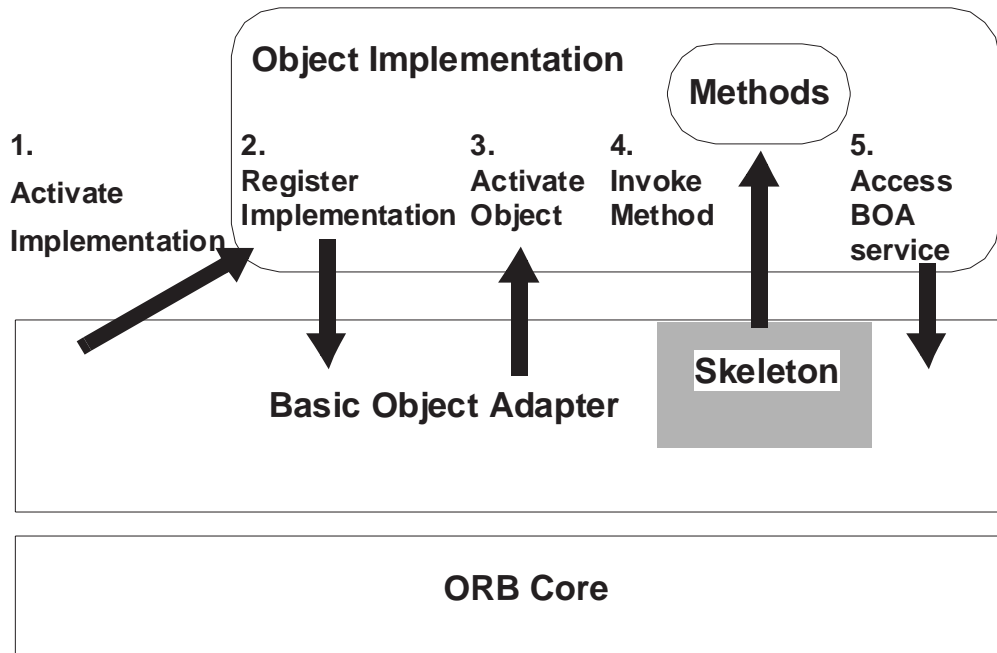 Object Implementation
Methods
1.
Activate
Implementation
2.
Register
Implementation
3.
Activate
Object
4.
Invoke
Method
5.
Access
BOA
service
Skeleton
Basic Object Adapter
ORB Core